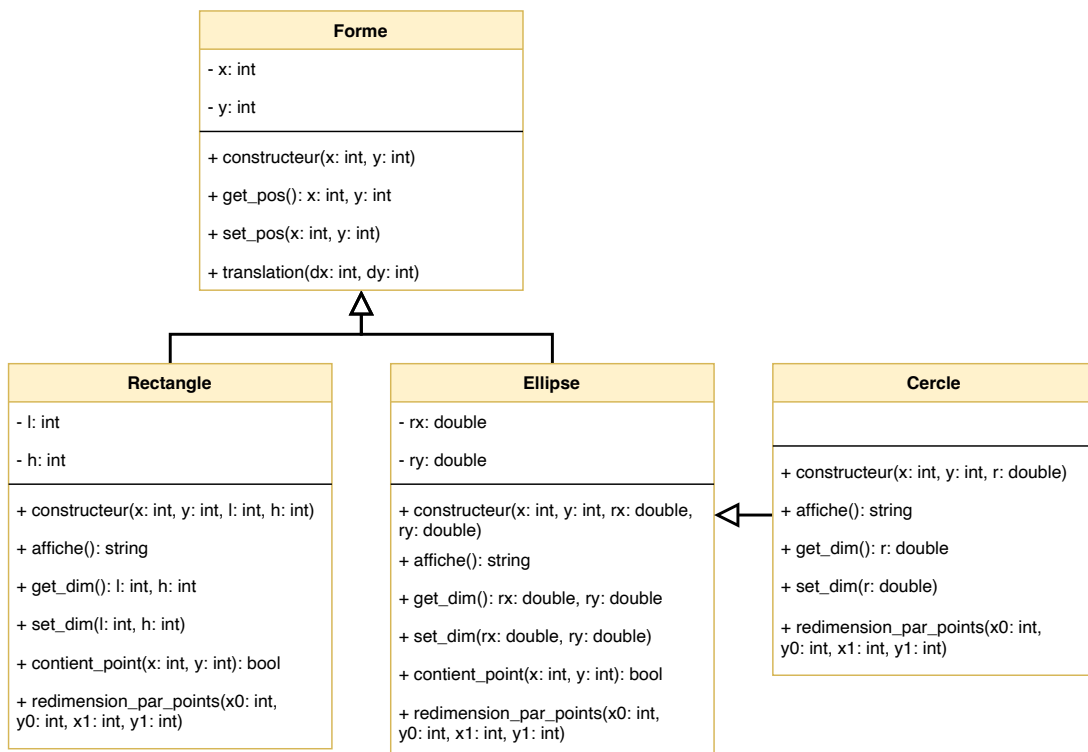 Forme
- x: int
- y: int
+ constructeur(x: int, y: int)
+ get_pos(): x: int, y: int
+ set_pos(x: int, y: int)
+ translation(dx: int, dy: int)
Rectangle
- l: int
- h: int
+ constructeur(x: int, y: int, l: int, h: int)
+ affiche(): string
+ get_dim(): l: int, h: int
+ set_dim(l: int, h: int)
+ contient_point(x: int, y: int): bool
+ redimension_par_points(x0: int,
y0: int, x1: int, y1: int)
Ellipse
- rx: double
- ry: double
+ constructeur(x: int, y: int, rx: double,
ry: double)
+ affiche(): string
+ get_dim(): rx: double, ry: double
+ set_dim(rx: double, ry: double)
+ contient_point(x: int, y: int): bool
+ redimension_par_points(x0: int,
y0: int, x1: int, y1: int)
Cercle
+ constructeur(x: int, y: int, r: double)
+ affiche(): string
+ get_dim(): r: double
+ set_dim(r: double)
+ redimension_par_points(x0: int,
y0: int, x1: int, y1: int)